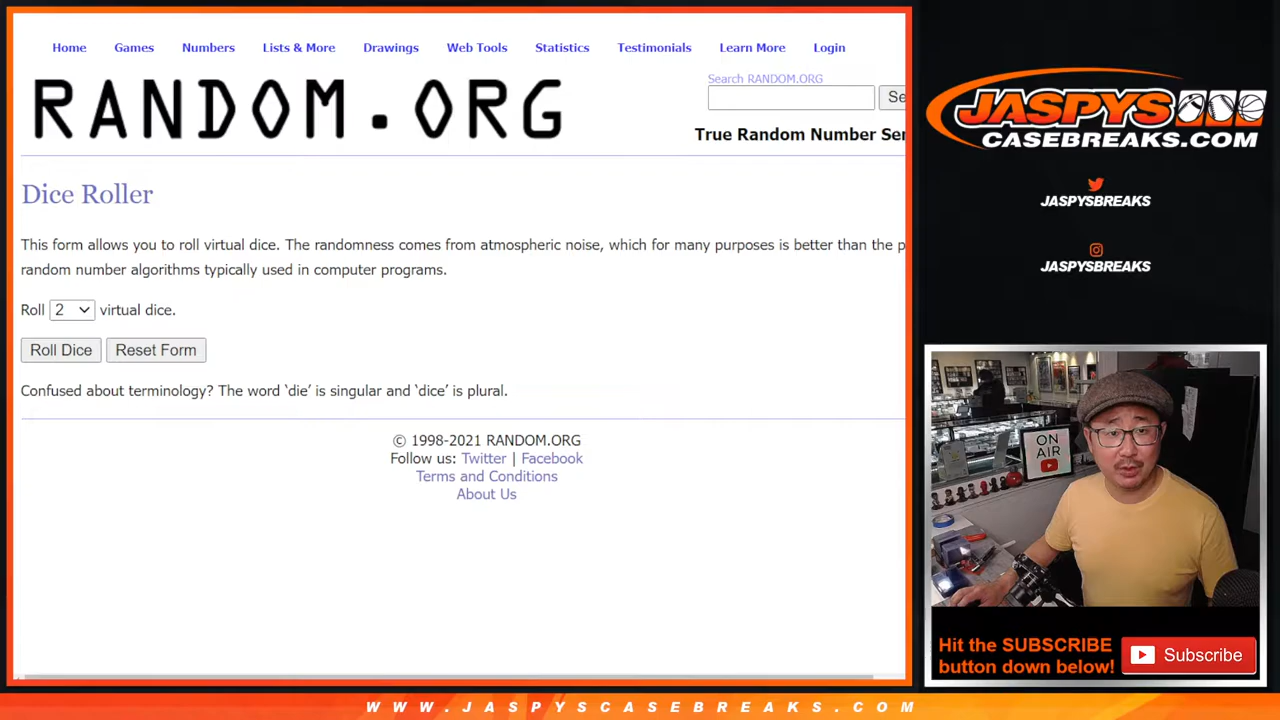 Home Games Numbers Lists & More Drawings Web Tools Statistics Testimonials Learn More Login
RANDOM.ORG
Search RANDOM.ORG
Se
True Random Number Ser
Dice Roller
This form allows you to roll virtual dice. The randomness comes from atmospheric noise, which for many purposes is better than the p
random number algorithms typically used in computer programs.
Roll 2 virtual dice.
Roll Dice Reset Form
Confused about terminology? The word ‘die’ is singular and ‘dice’ is plural.
© 1998-2021 RANDOM.ORG
Follow us: Twitter | Facebook
Terms and Conditions
About Us
JASPYS
CASEBREAKS.COM
JASPYSBREAKS
JASPYSBREAKS
ON
AIR
Hit the SUBSCRIBE
button down below!
Subscribe
WWW.JASPYSCASEBREAKS.COM